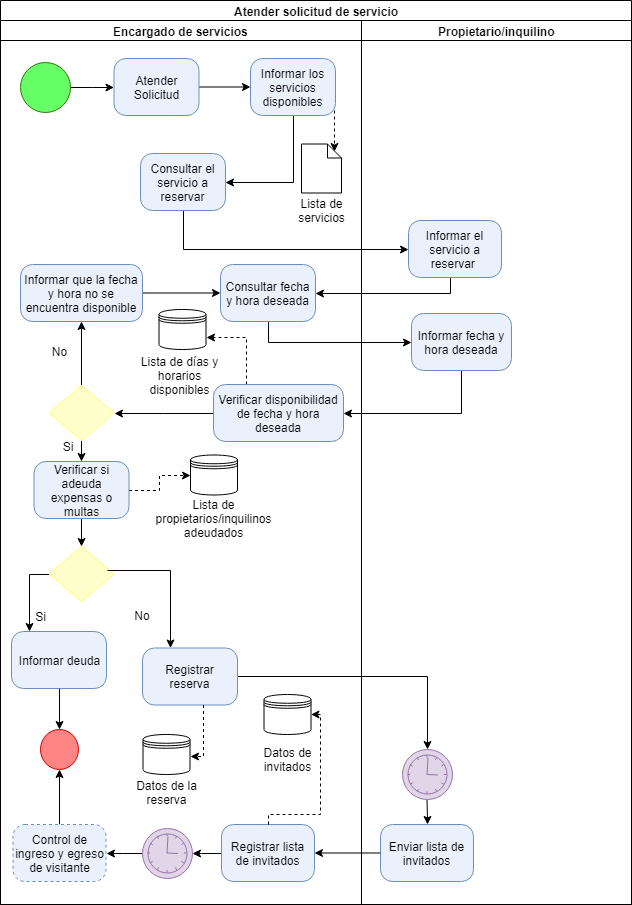 Atender solicitud de servicio
Encargado de servicios
Propietario/inquilino
Atender
Solicitud
Informar los
servicios
disponibles
Lista de
servicios
Consultar el
servicio a
reservar
Informar el
servicio a
reservar
Informar que la fecha
y hora no se
encuentra disponible
Consultar fecha
y hora deseada
Informar fecha y
hora deseada
Lista de días y
horarios
disponibles
No
Verificar disponibilidad
de fecha y hora
deseada
Si
Verificar si
adeuda
expensas o
multas
Lista de
propietarios/inquilinos
adeudados
Si
No
Informar deuda
Registrar
reserva
Datos de
invitados
Datos de la
reserva
Control de
ingreso y egreso
de visitante
Registrar lista
de invitados
Enviar lista de
invitados